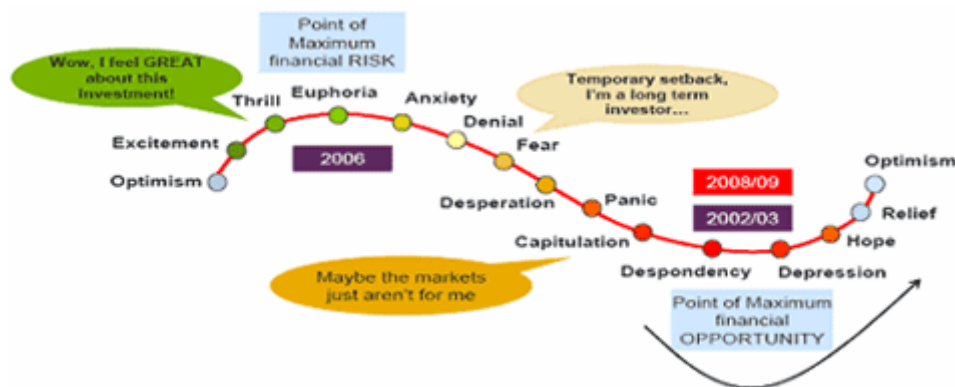 Point of
Maximum
financial RISK
Wow, I feel GREAT
about this
investment!
Thrill
Euphoria
Anxiety
Temporary setback,
I'm a long term
investor...
Denial
Excitement
Fear
2006
Optimism
Desperation
Panic
Capitulation
Despondency
2008/09
2002/03
Optimism
Relief
Hope
Depression
Maybe the markets
just aren't for me
Point of Maximum
financial
OPPORTUNITY